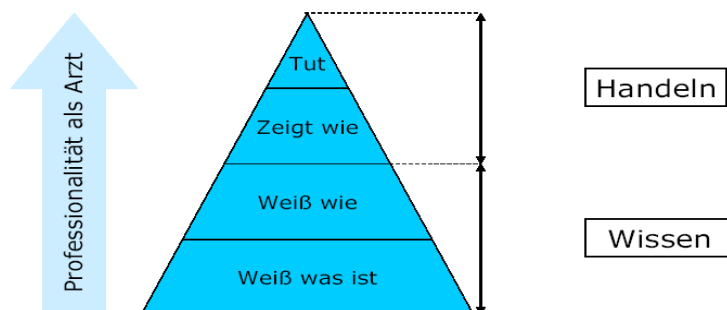 Professionalität als Arzt
Tut
Zeigt wie
Weiß wie
Weiß was ist
Handeln
Wissen